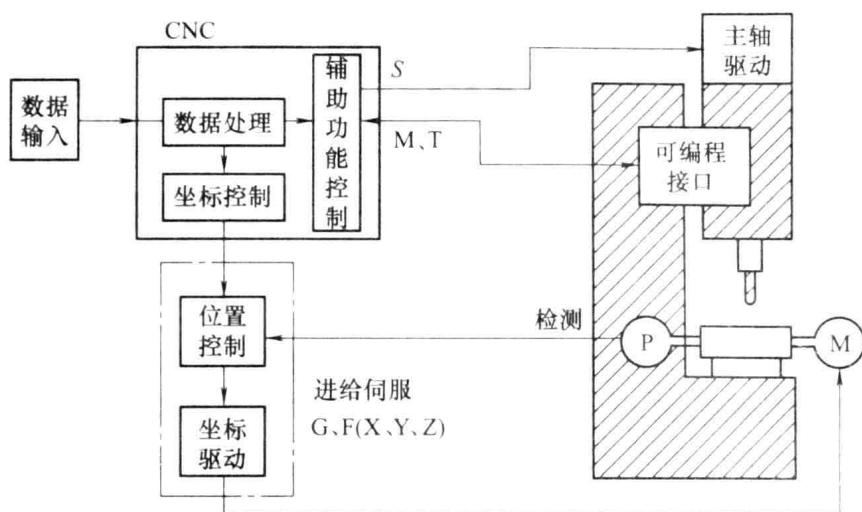 CNC
数据
输入
数据处理
坐标控制
辅助功能控制
S
M、T
主轴
驱动
可编程
接口
位置
控制
检测
P
M
进给伺服
G、F(X、Y、Z)
坐标
驱动